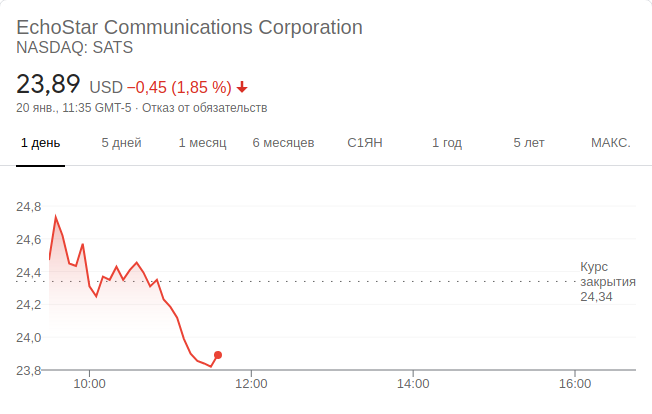 EchoStar Communications Corporation
NASDAQ: SATS
23,89 USD −0,45 (1,85 %)
20 янв., 11:35 GMT-5 · Отказ от обязательств
1 день 5 дней 1 месяц 6 месяцев С1ЯН 1 год 5 лет МАКС.
24,8
24,6
24,4
Курс
закрытия
24,34
24,2
24,0
23,8
10:00 12:00 14:00 16:00